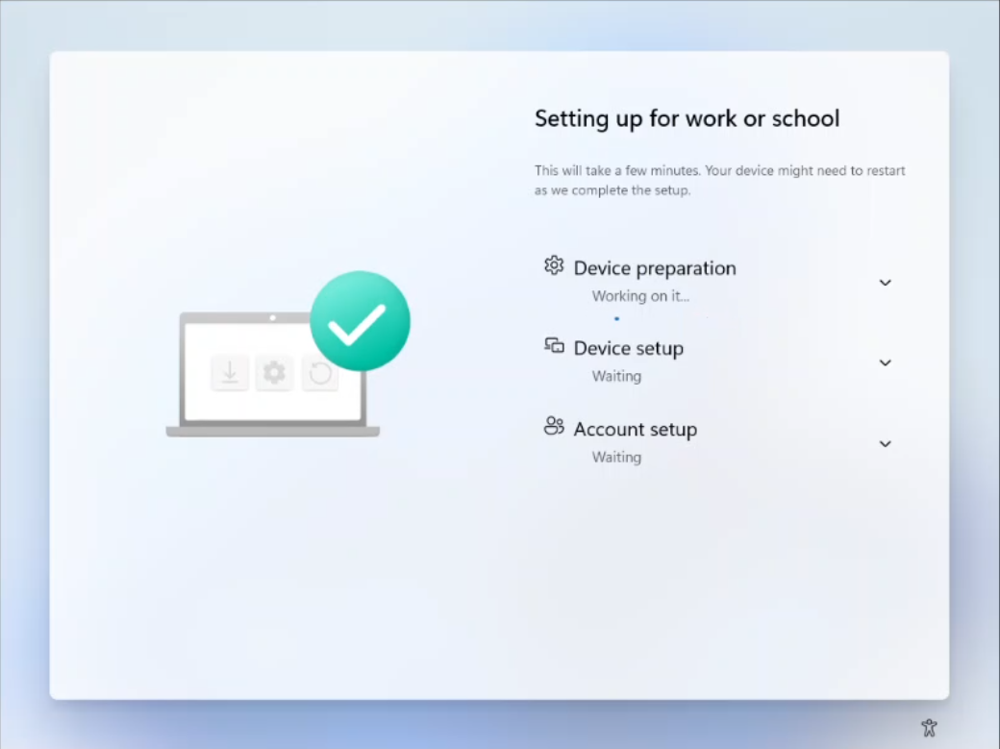 Setting up for work or school
This will take a few minutes. Your device might need to restart
as we complete the setup.
Device preparation
Working on it...
Device setup
Waiting
Account setup
Waiting